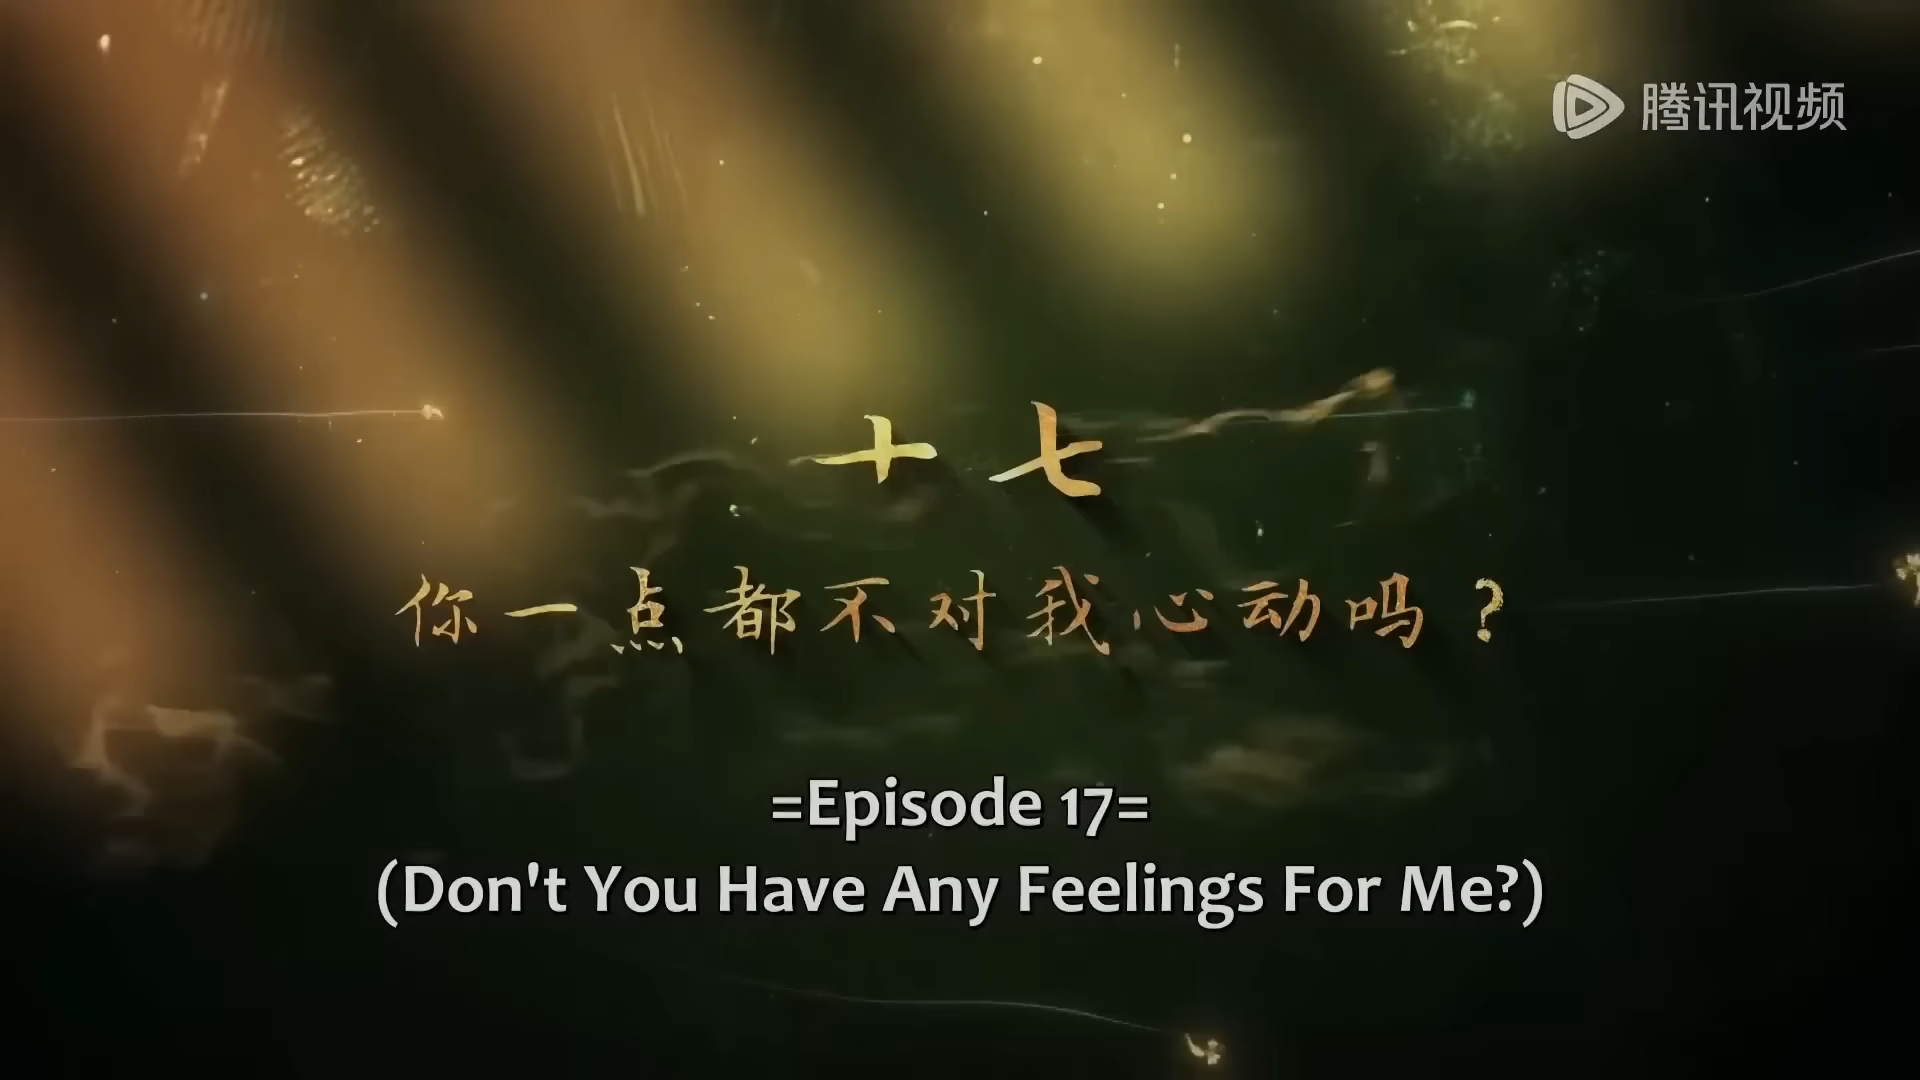 腾讯视频
十七
你一点都不对我心动吗？
=Episode 17=
(Don't You Have Any Feelings For Me?)